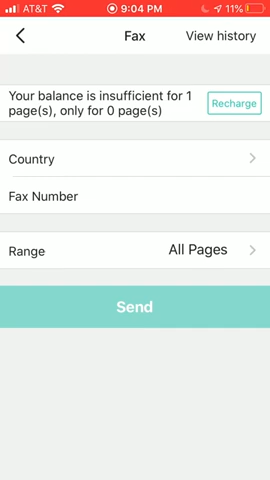 AT&T 9:04 PM 11%
Fax View history
Your balance is insufficient for 1
page(s), only for 0 page(s) Recharge
Country
Fax Number
Range All Pages
Send